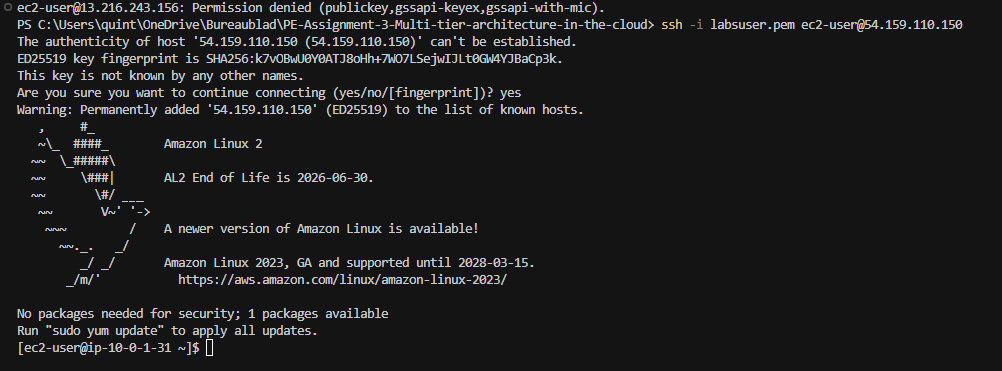 ec2-user@13.216.243.156: Permission denied (publickey,gssapi-keyex,gssapi-with-mic).
PS C:\Users\quint\OneDrive\Bureaublad\PE-Assignment-3-Multi-tier-architecture-in-the-cloud> ssh -i labsuser.pem ec2-user@54.159.110.150
The authenticity of host '54.159.110.150 (54.159.110.150)' can't be established.
ED25519 key fingerprint is SHA256:k7vOBwU0Y0ATJ8oHh+7WO7LSejwIJLt0GW4YJBaCp3k.
This key is not known by any other names.
Are you sure you want to continue connecting (yes/no/[fingerprint])? yes
Warning: Permanently added '54.159.110.150' (ED25519) to the list of known hosts.
   ,     #_
   ~\_  ####_        Amazon Linux 2
  ~~  \_#####\
  ~~     \###|       AL2 End of Life is 2026-06-30.
  ~~       \#/ ___
   ~~       V~' '->
    ~~~         /    A newer version of Amazon Linux is available!
      ~~._.   _/
         _/ _/       Amazon Linux 2023, GA and supported until 2028-03-15.
       _/m/'           https://aws.amazon.com/linux/amazon-linux-2023/
No packages needed for security; 1 packages available
Run "sudo yum update" to apply all updates.
[ec2-user@ip-10-0-1-31 ~]$